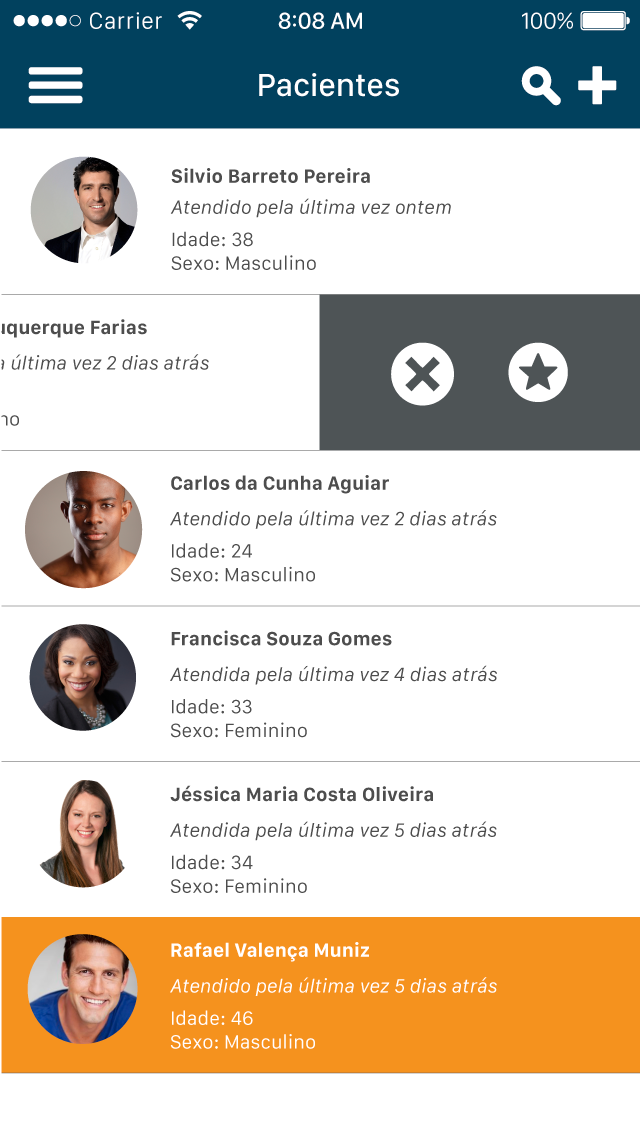 Carrier
8:08 AM
100%
Pacientes
Silvio Barreto Pereira
Atendido pela última vez ontem
Idade: 38
Sexo: Masculino
uquerque Farias
a última vez 2 dias atrás
no
Carlos da Cunha Aguiar
Atendido pela última vez 2 dias atrás
Idade: 24
Sexo: Masculino
Francisca Souza Gomes
Atendida pela última vez 4 dias atrás
Idade: 33
Sexo: Feminino
Jéssica Maria Costa Oliveira
Atendida pela última vez 5 dias atrás
Idade: 34
Sexo: Feminino
Rafael Valença Muniz
Atendido pela última vez 5 dias atrás
Idade: 46
Sexo: Masculino